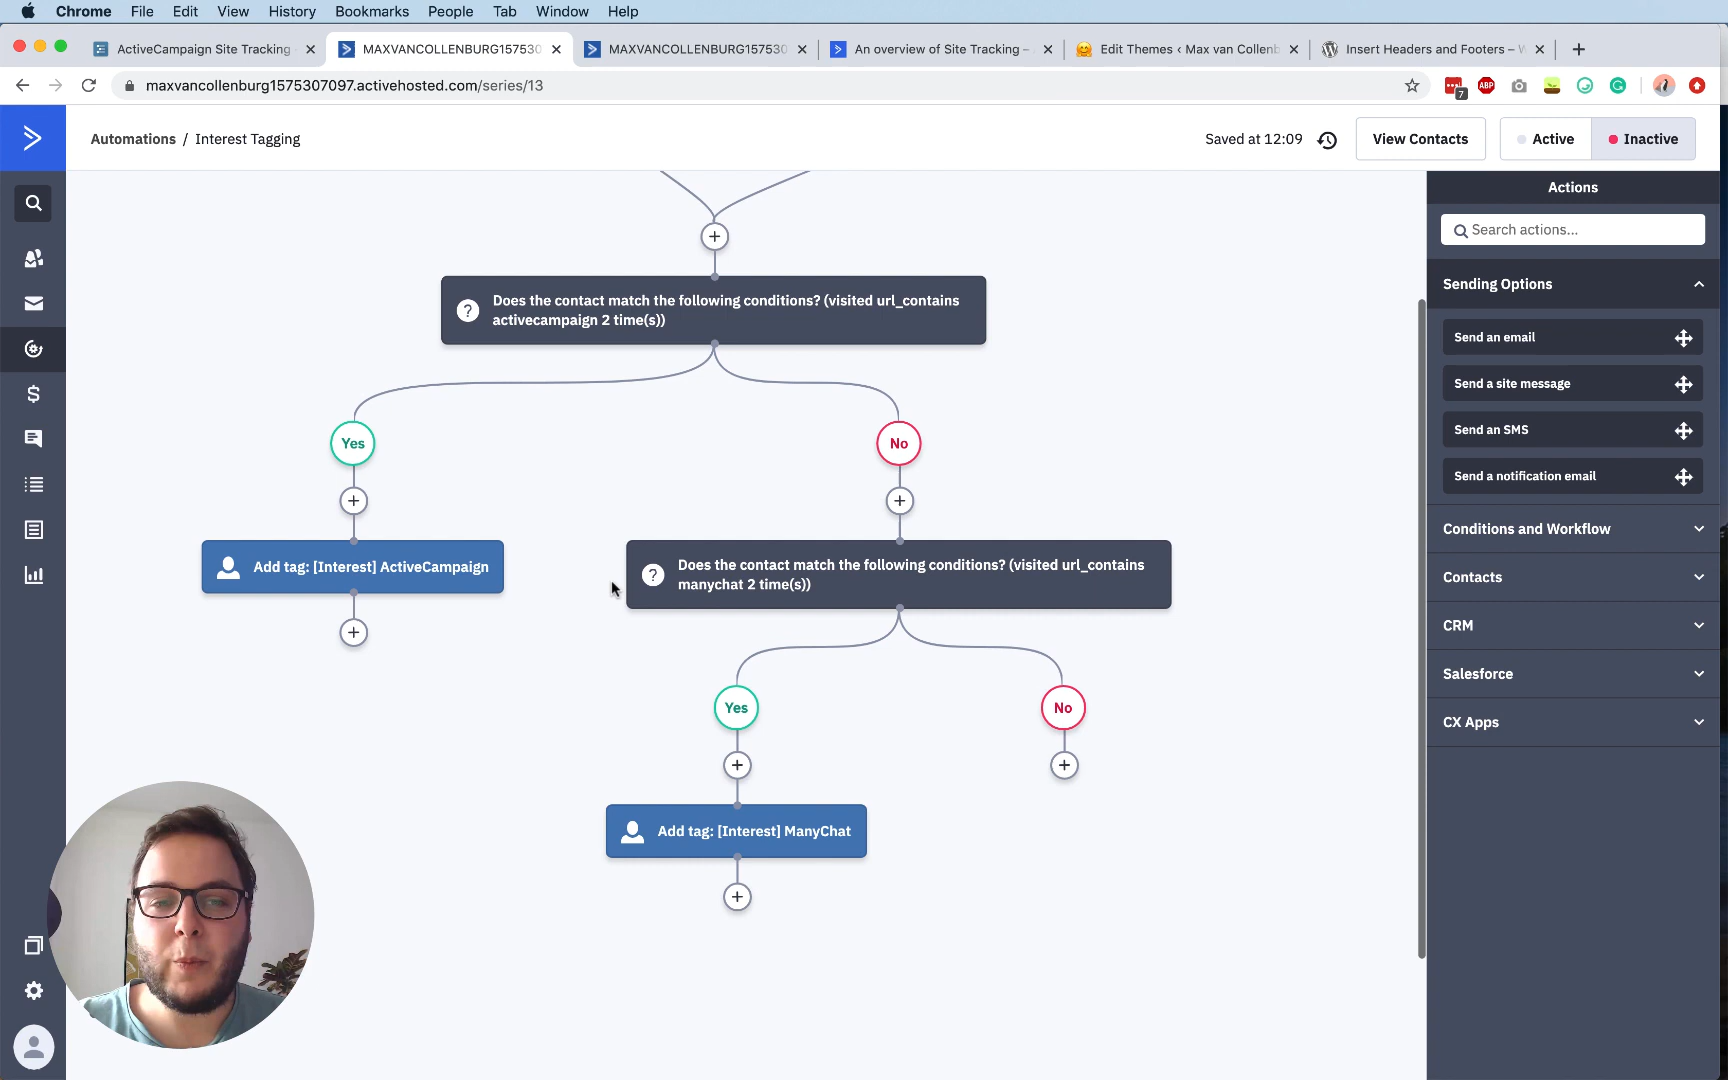 Chrome File Edit View History Bookmarks People Tab Window Help
ActiveCampaign Site Tracking
MAXVANCOLLENBURG157530
MAXVANCOLLENBURG157530
An overview of Site Tracking –
Edit Themes ‹ Max van Collenb
Insert Headers and Footers –
maxvancollenburg1575307097.activehosted.com/series/13
7
ABP
Automations / Interest Tagging
Saved at 12:09
View Contacts
Active
Inactive
Actions
Search actions...
Sending Options
Send an email
Send a site message
Send an SMS
Send a notification email
Conditions and Workflow
Contacts
CRM
Salesforce
CX Apps
Does the contact match the following conditions? (visited url_contains
activecampaign 2 time(s))
Yes
No
Add tag: [Interest] ActiveCampaign
Does the contact match the following conditions? (visited url_contains
manychat 2 time(s))
Yes
No
Add tag: [Interest] ManyChat